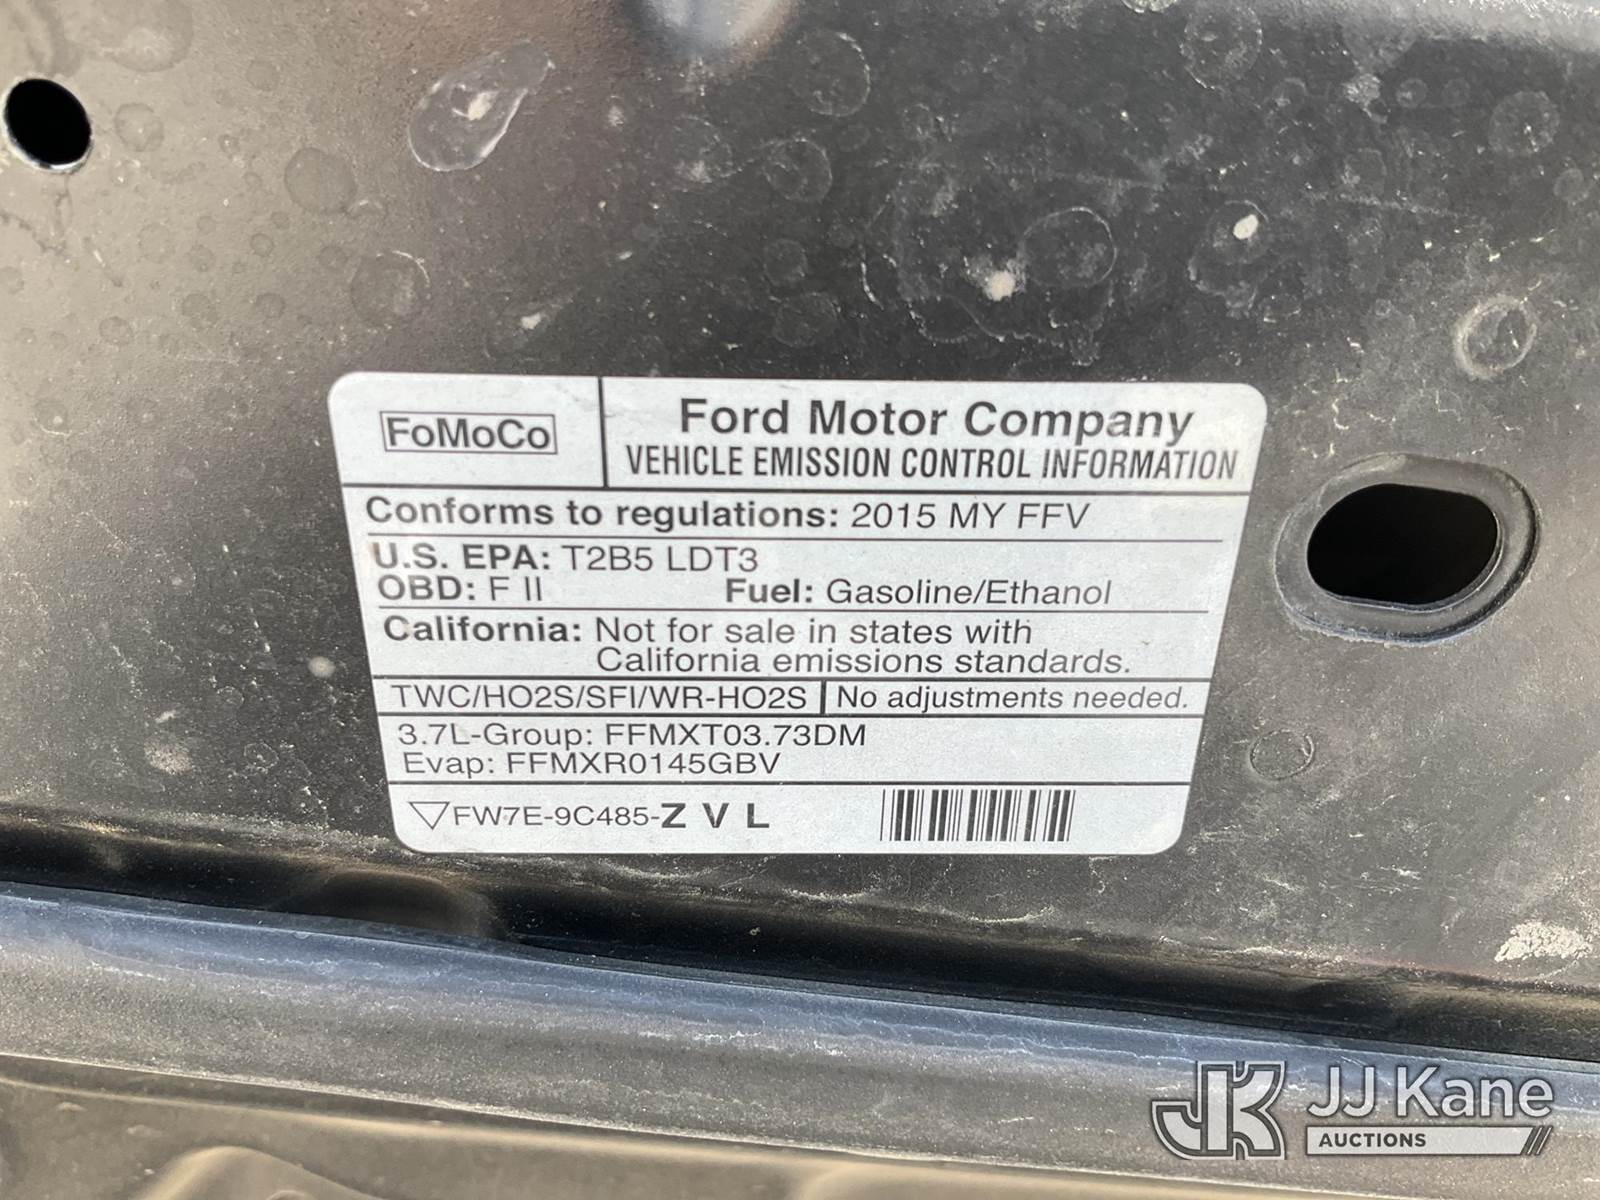 FoMoCo
Ford Motor Company
VEHICLE EMISSION CONTROL INFORMATION
Conforms to regulations: 2015 MY FFV
U.S. EPA: T2B5 LDT3
OBD: F II Fuel: Gasoline/Ethanol
California: Not for sale in states with
California emissions standards.
TWC/HO2S/SFI/WR-HO2S No adjustments needed.
3.7L-Group: FFMXT03.73DM
Evap: FFMXR0145GBV
FW7E-9C485-Z V L
JK JJ Kane
AUCTIONS